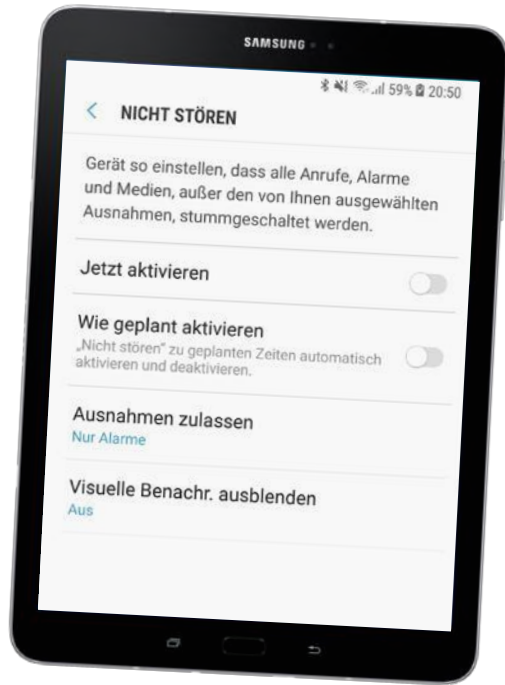 SAMSUNG
59% 20:50
NICHT STÖREN
Gerät so einstellen, dass alle Anrufe, Alarme
und Medien, außer den von Ihnen ausgewählten
Ausnahmen, stummgeschaltet werden.
Jetzt aktivieren
Wie geplant aktivieren
„Nicht stören" zu geplanten Zeiten automatisch
aktivieren und deaktivieren.
Ausnahmen zulassen
Nur Alarme
Visuelle Benachr. ausblenden
Aus